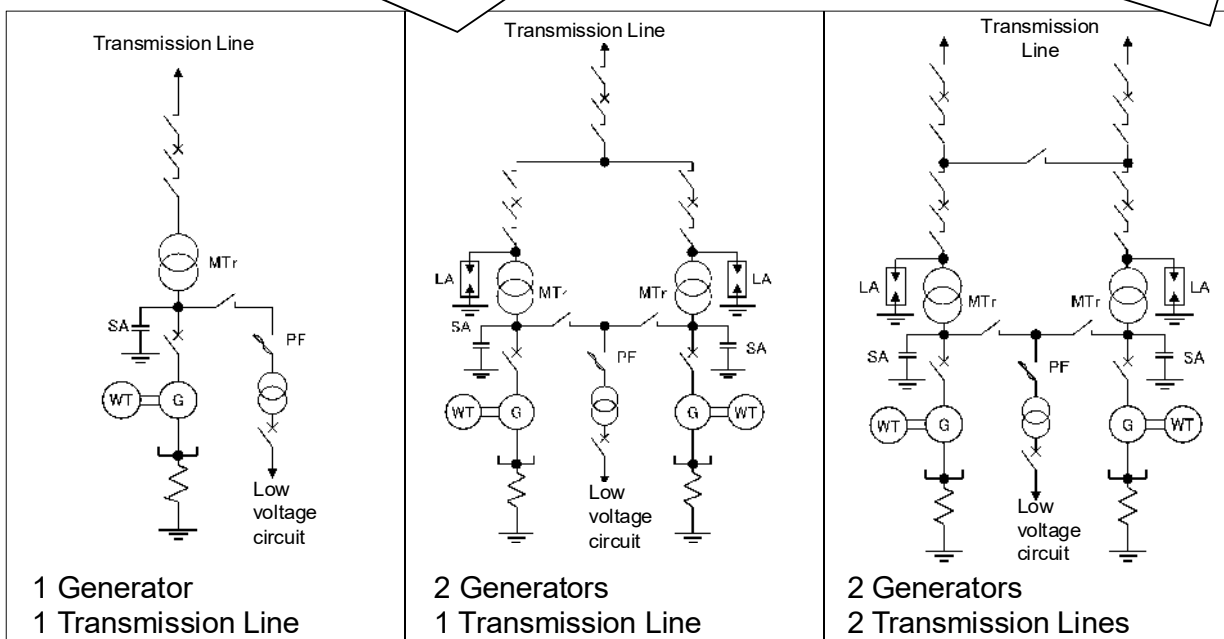 Transmission Line
MTr
SA
PF
WT
G
Low
voltage
circuit
1 Generator
1 Transmission Line
Transmission Line
LA
LA
MTr
MTr
SA
PF
SA
WT
G
G
WT
Low
voltage
circuit
2 Generators
1 Transmission Line
Transmission
Line
LA
LA
MTr
MTr
SA
PF
SA
WT
G
G
WT
Low
voltage
circuit
2 Generators
2 Transmission Lines